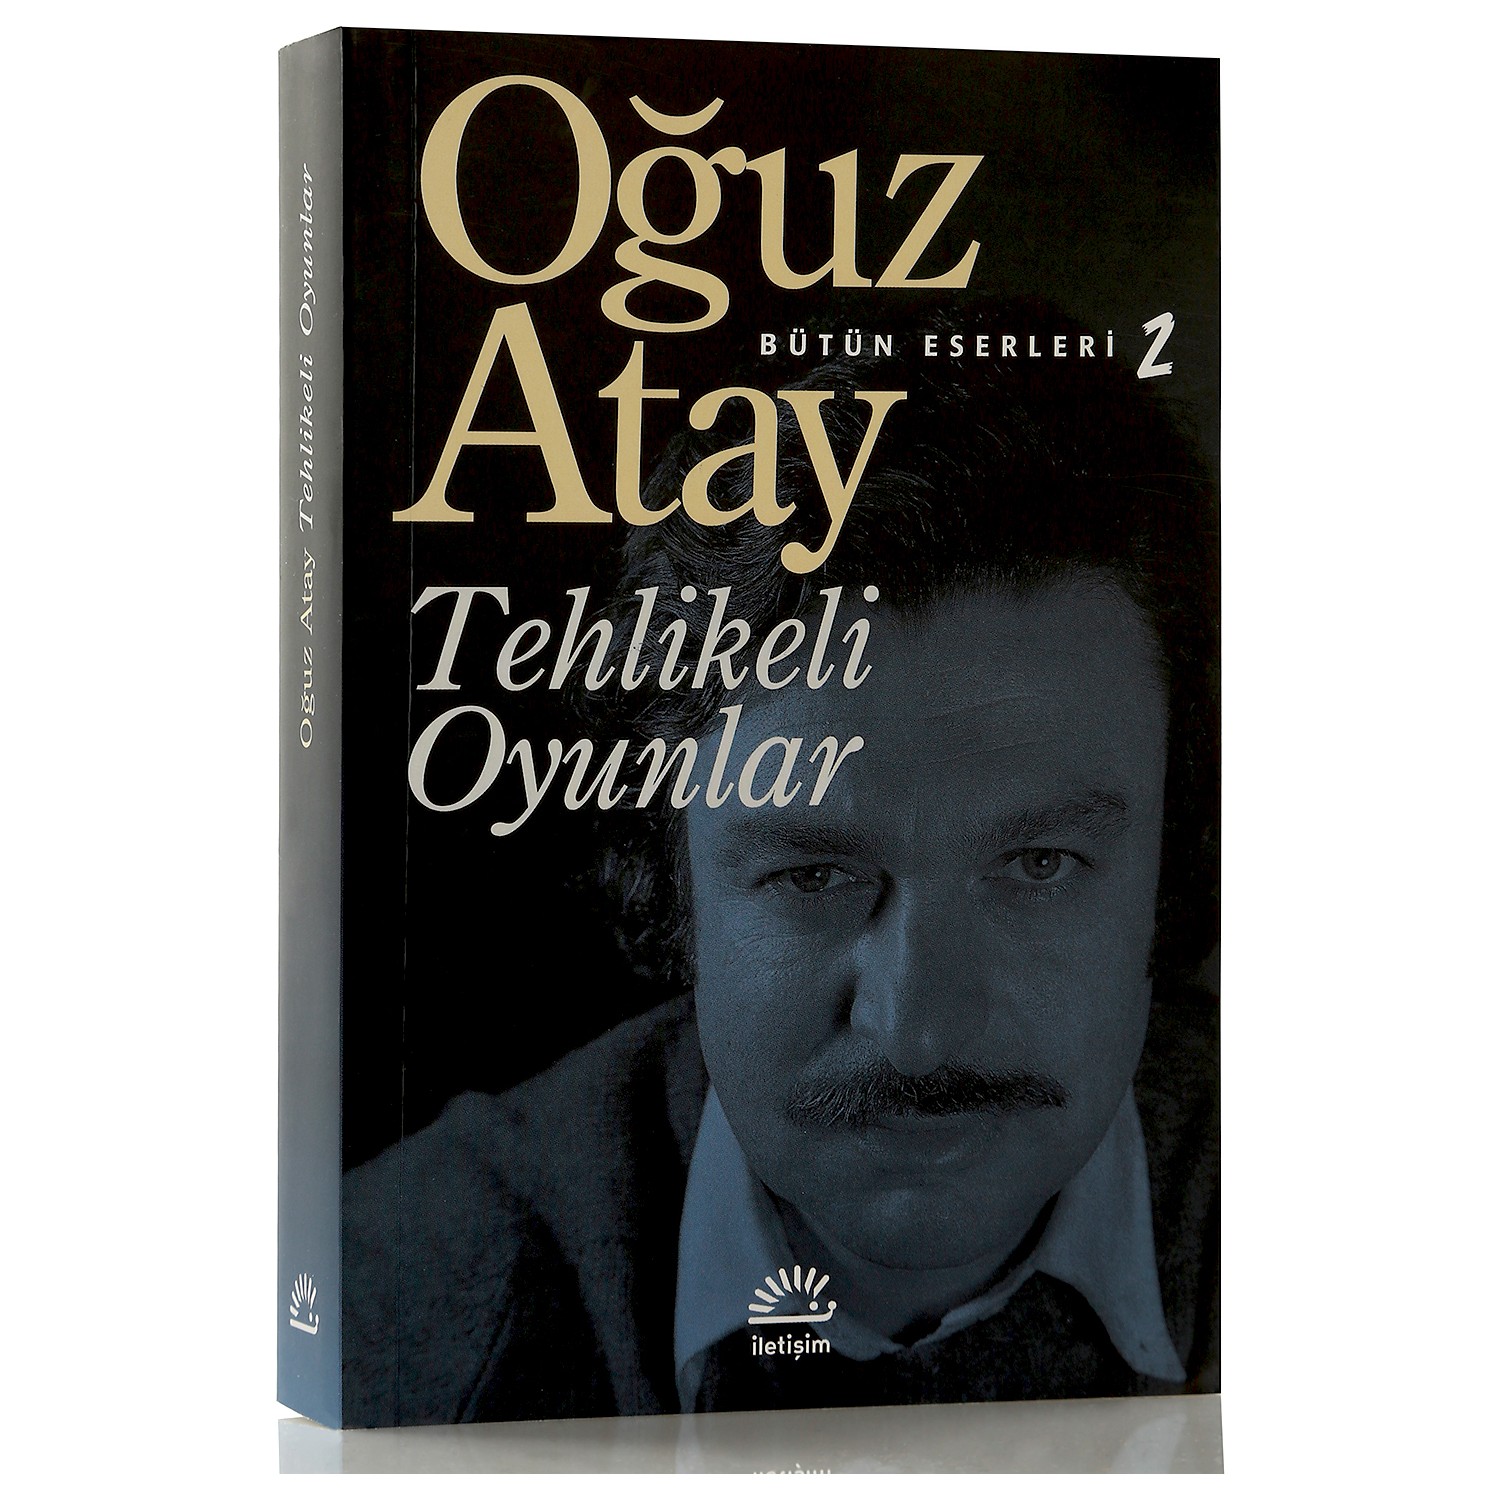 Oğuz
Atay
BÜTÜN ESERLERİ 2
Tehlikeli
Oyunlar
iletişim
Oğuz Atay Tehlikeli Oyunlar